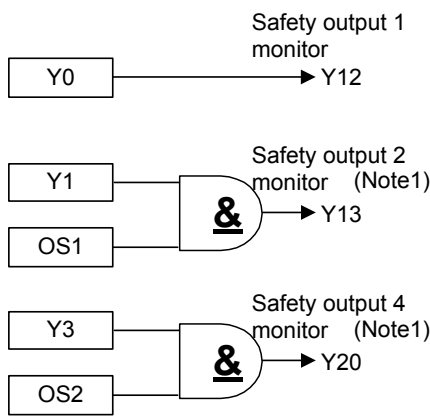 Safety output 1
monitor
Y0
Y12
Safety output 2
Y1
monitor (Note1)
&
Y13
OS1
Safety output 4
Y3
monitor (Note1)
&
Y20
OS2